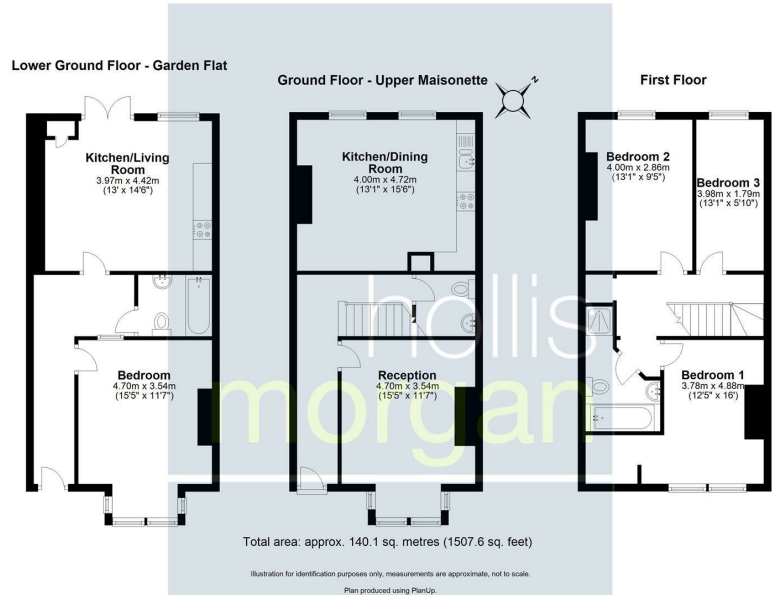 Lower Ground Floor - Garden Flat
Kitchen/Living
Room
3.97m x 4.42m
(13' x 14'6")
Bedroom
4.70m x 3.54m
(15'5" x 11'7")
Ground Floor - Upper Maisonette
N
Kitchen/Dining
Room
4.00m x 4.72m
(13'1" x 15'6")
Reception
4.70m x 3.54m
(15'5" x 11'7")
First Floor
Bedroom 2
4.00m x 2.86m
(13'1" x 9'5")
Bedroom 3
3.98m x 1.79m
(13'1" x 5'10")
Bedroom 1
3.78m x 4.88m
(12'5" x 16')
hollis
morgan
Total area: approx. 140.1 sq. metres (1507.6 sq. feet)
Illustration for identification purposes only, measurements are approximate, not to scale.
Plan produced using PlanUp.